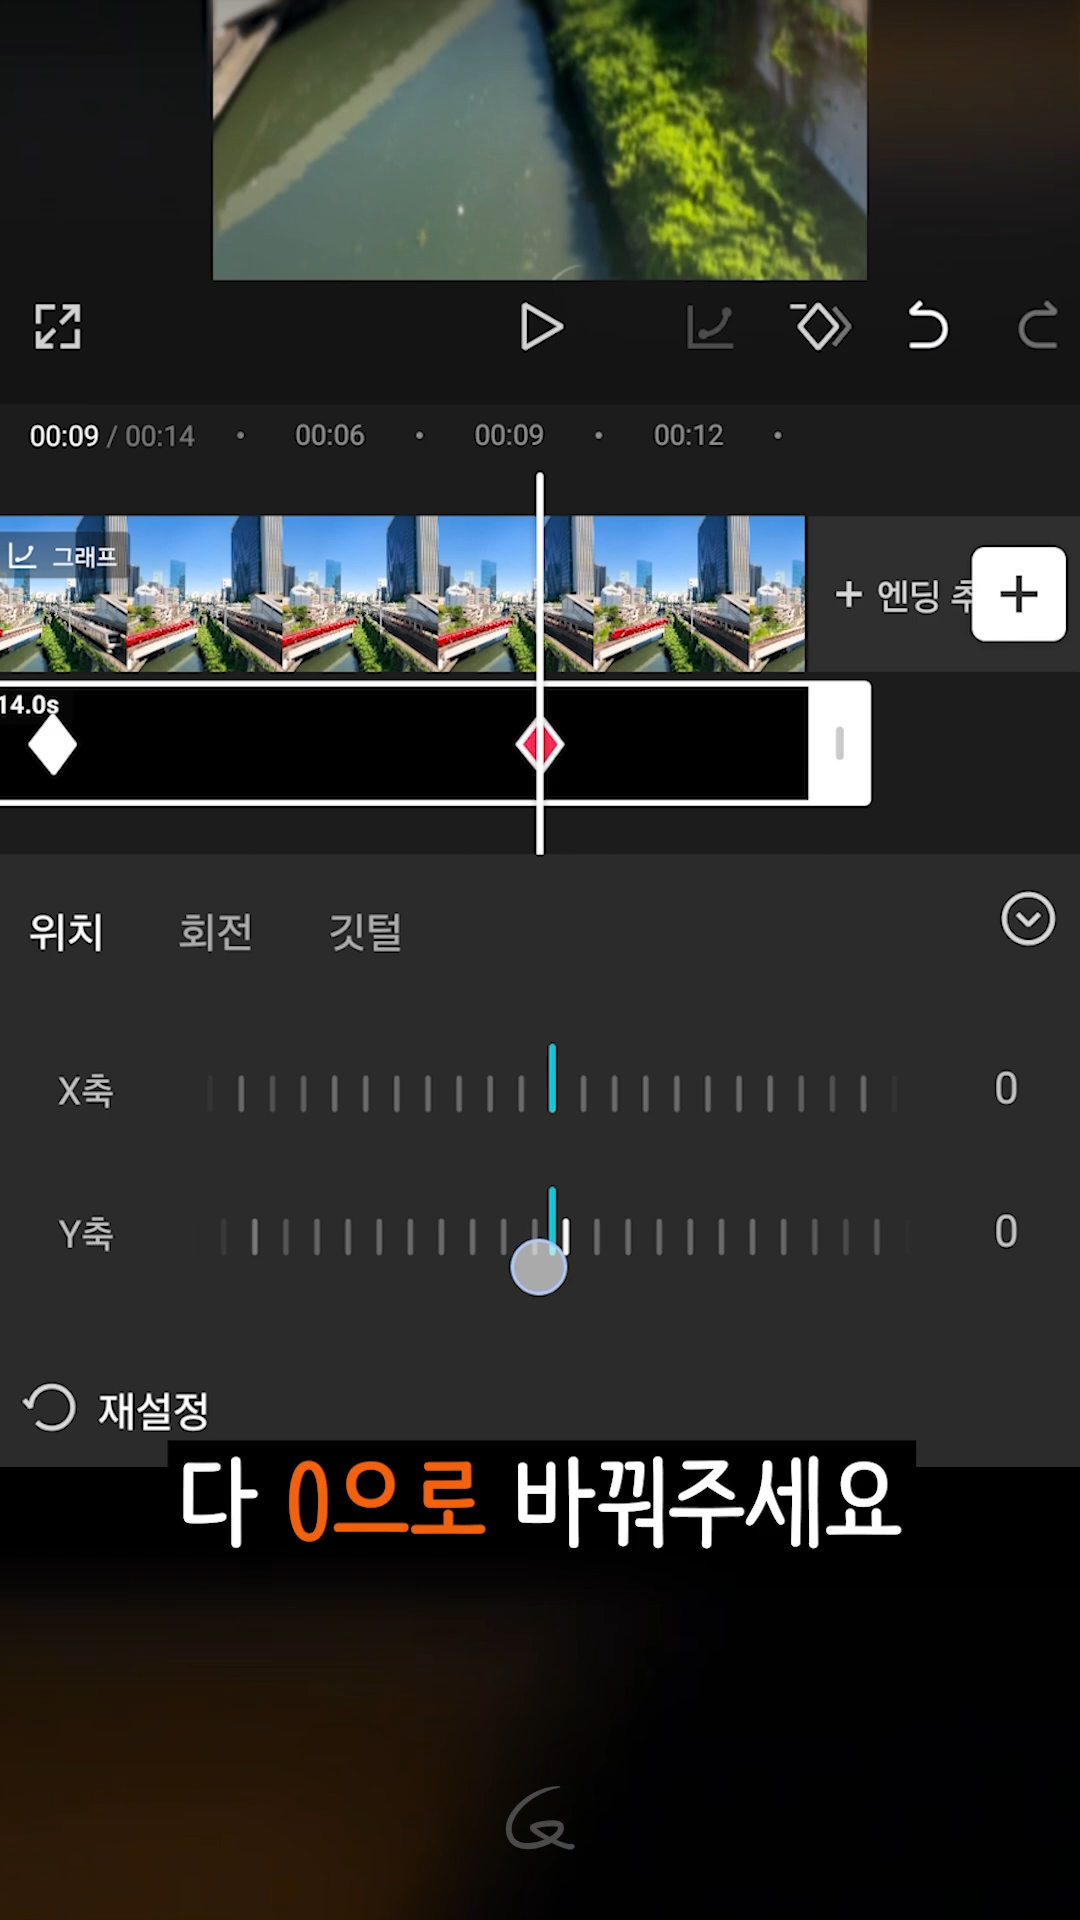 00:09 / 00:14 00:06 00:09 00:12
그래프
+ 엔딩 추
14.0s
위치 회전 깃털
X축 0
Y축 0
재설정
다 0으로 바꿔주세요